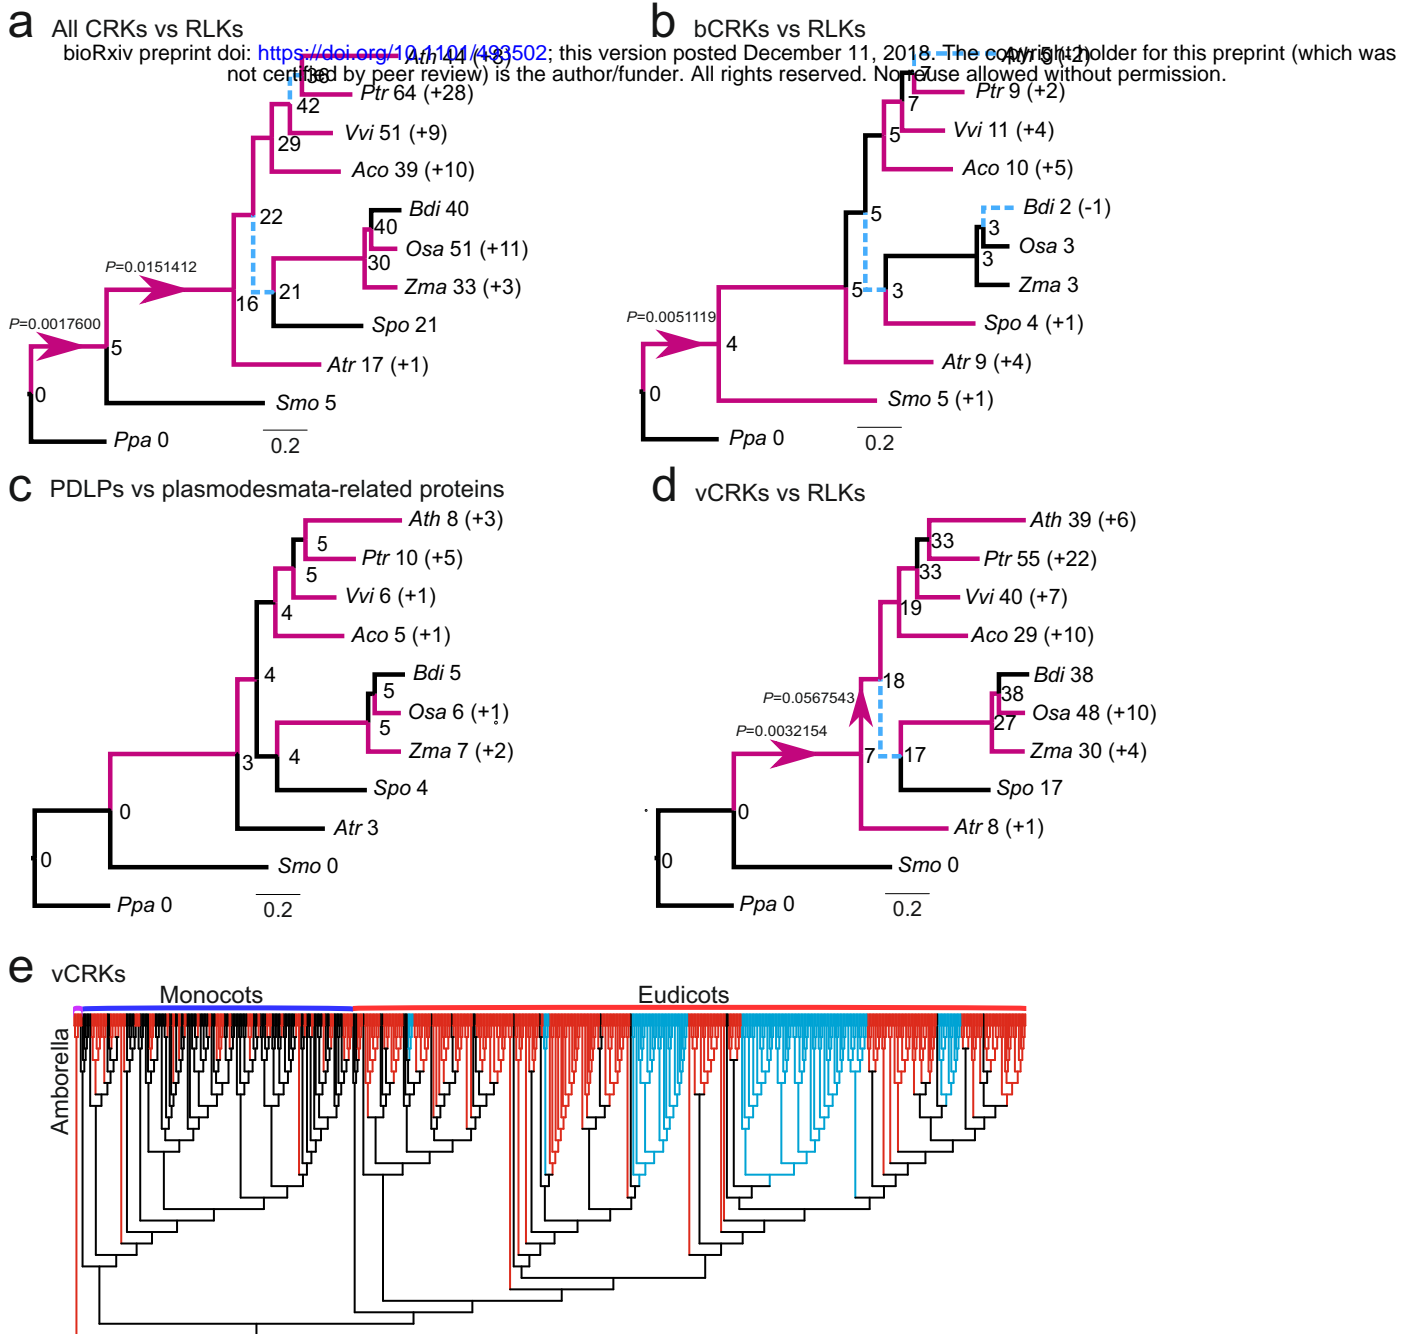 a All CRKs vs RLKs
b bCRKs vs RLKs
bioRxiv preprint doi: https://doi.org/10.1101/493502; this version posted December 11, 2018. The copyright holder for this preprint (which was
not certified by peer review) is the author/funder. All rights reserved. No reuse allowed without permission.
Ath 44 (+8)
36
Ptr 64 (+28)
42
Vvi 51 (+9)
29
Aco 39 (+10)
Bdi 40
22
40
Osa 51 (+11)
30
P=0.0151412
Zma 33 (+3)
21
16
Spo 21
P=0.0017600
5
Atr 17 (+1)
0
Smo 5
Ppa 0
0.2
Ath 5 (-2)
7
Ptr 9 (+2)
7
Vvi 11 (+4)
5
Aco 10 (+5)
Bdi 2 (-1)
5
3
Osa 3
3
Zma 3
5
3
P=0.0051119
Spo 4 (+1)
4
Atr 9 (+4)
0
Smo 5 (+1)
Ppa 0
0.2
c PDLPs vs plasmodesmata-related proteins
Ath 8 (+3)
5
Ptr 10 (+5)
5
Vvi 6 (+1)
4
Aco 5 (+1)
Bdi 5
4
5
Osa 6 (+1)
5
Zma 7 (+2)
3
4
Spo 4
0
Atr 3
0
Smo 0
Ppa 0
0.2
d vCRKs vs RLKs
Ath 39 (+6)
33
Ptr 55 (+22)
33
Vvi 40 (+7)
19
Aco 29 (+10)
Bdi 38
18
38
P=0.0567543
Osa 48 (+10)
27
P=0.0032154
Zma 30 (+4)
7
17
Spo 17
0
Atr 8 (+1)
0
Smo 0
Ppa 0
0.2
e vCRKs
Monocots
Eudicots
Amborella